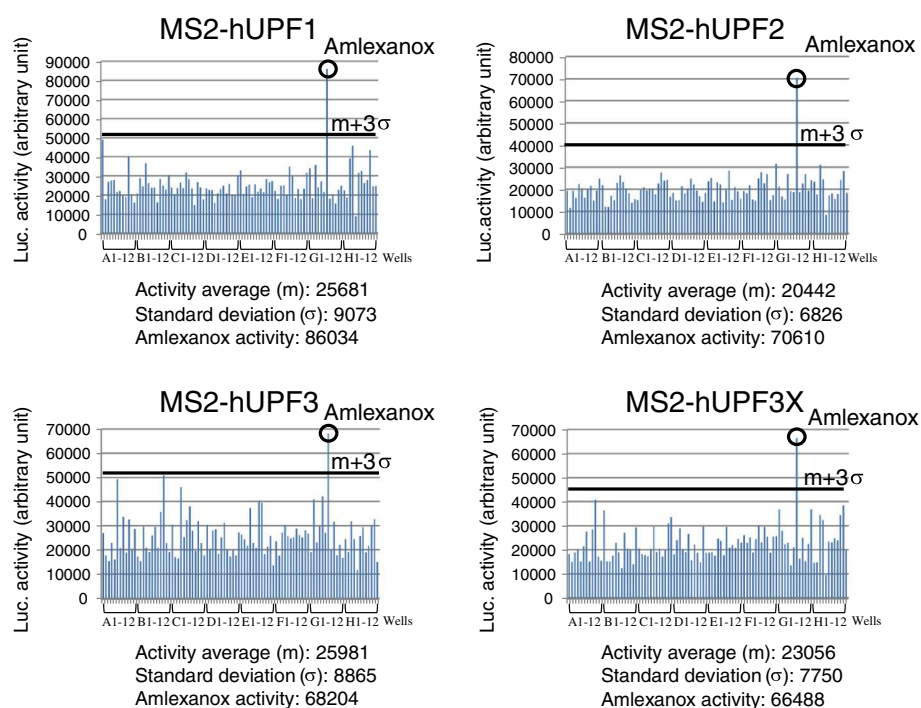 MS2-hUPF1
Amlexanox
Luc. activity (arbitrary unit)
90000
80000
70000
60000
50000
40000
30000
20000
10000
0
m+3σ
A1-12 B1-12 C1-12 D1-12 E1-12 F1-12 G1-12 H1-12 Wells
Activity average (m): 25681
Standard deviation (σ): 9073
Amlexanox activity: 86034
MS2-hUPF2
Amlexanox
Luc.activity (arbitrary unit)
80000
70000
60000
50000
40000
30000
20000
10000
0
m+3 σ
A1-12 B1-12 C1-12 D1-12 E1-12 F1-12 G1-12 H1-12 Wells
Activity average (m): 20442
Standard deviation (σ): 6826
Amlexanox activity: 70610
MS2-hUPF3
Amlexanox
Luc. activity (arbitrary unit)
70000
60000
50000
40000
30000
20000
10000
0
m+3σ
A1-12 B1-12 C1-12 D1-12 E1-12 F1-12 G1-12 H1-12 Wells
Activity average (m): 25981
Standard deviation (σ): 8865
Amlexanox activity: 68204
MS2-hUPF3X
Amlexanox
Luc. activity (arbitrary unit)
70000
60000
50000
40000
30000
20000
10000
0
m+3σ
A1-12 B1-12 C1-12 D1-12 E1-12 F1-12 G1-12 H1-12 Wells
Activity average (m): 23056
Standard deviation (σ): 7750
Amlexanox activity: 66488